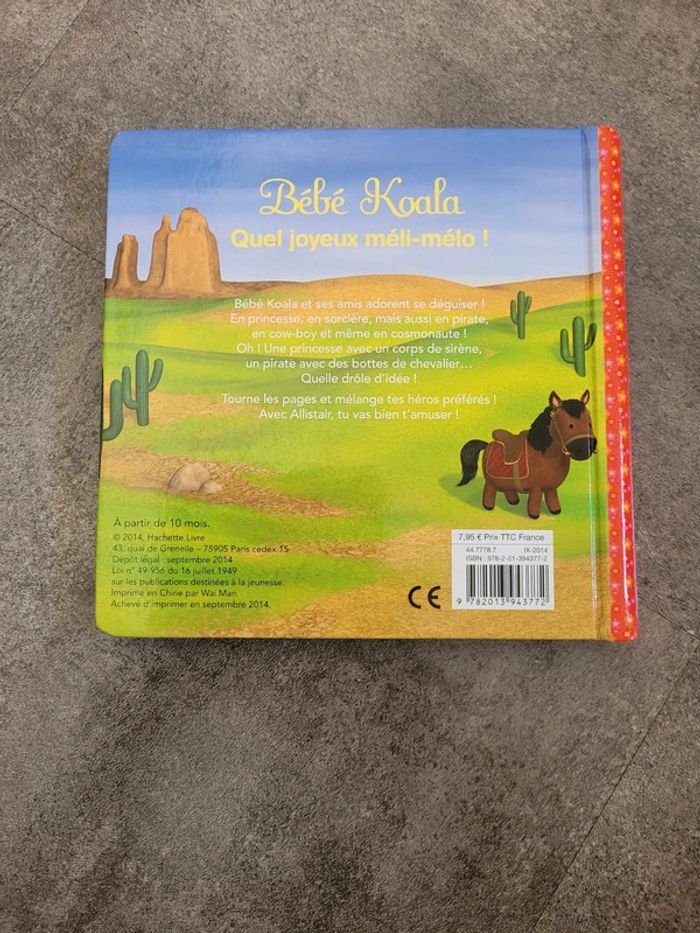 Bébé Koala
Quel joyeux méli-mélo !
Bébé Koala et ses amis adorent se déguiser !
En princesse, en sorcière, mais aussi en pirate,
en cow-boy et même en cosmonaute !
Oh ! Une princesse avec un corps de sirène,
un pirate avec des bottes de chevalier...
Quelle drôle d'idée !
Tourne les pages et mélange tes héros préférés !
Avec Allistair, tu vas bien t'amuser !
À partir de 10 mois.
© 2014, Hachette Livre
43, quai de Grenelle – 75905 Paris cedex 15
Dépôt légal : septembre 2014
Loi n° 49-956 du 16 juillet 1949
sur les publications destinées à la jeunesse.
Imprimé en Chine par Wai Man
Achevé d'imprimer en septembre 2014.
7,95 € Prix TTC France
44.7778.7 IX-2014
ISBN : 978-2-01-394377-2
CE
9 782013 943772